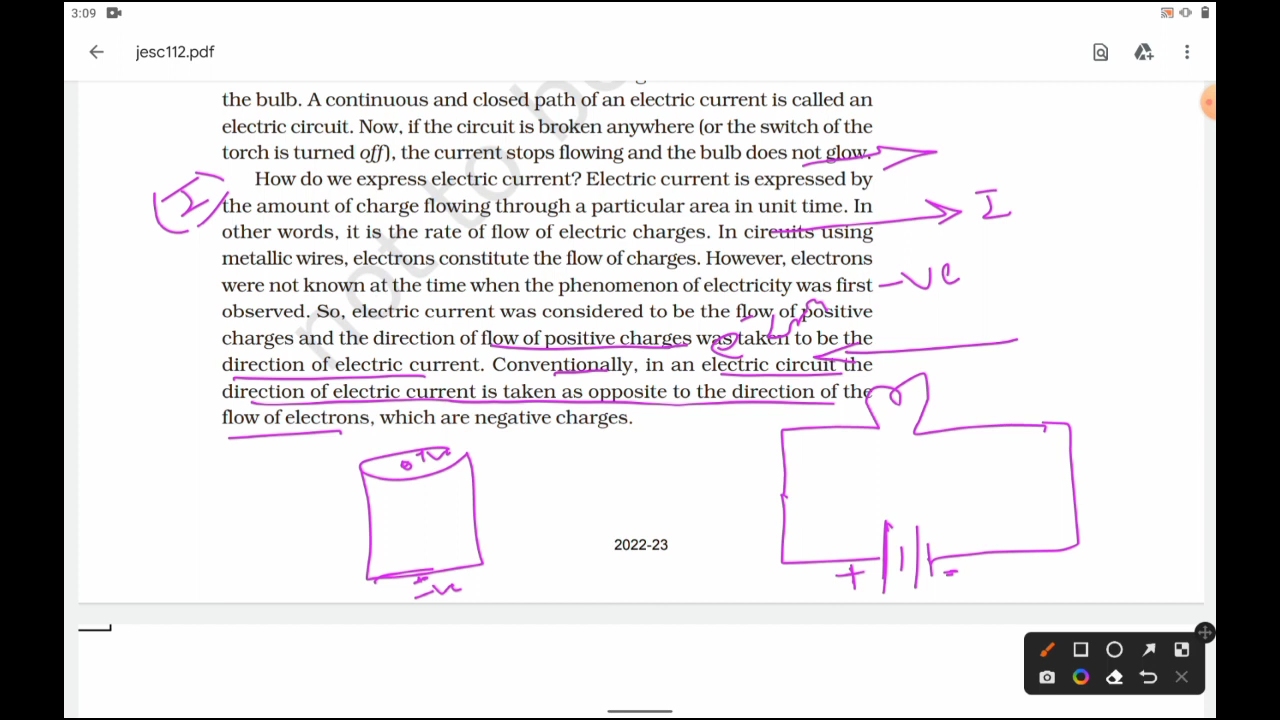 3:09
jesc112.pdf
the bulb. A continuous and closed path of an electric current is called an
electric circuit. Now, if the circuit is broken anywhere (or the switch of the
torch is turned off), the current stops flowing and the bulb does not glow.
How do we express electric current? Electric current is expressed by
the amount of charge flowing through a particular area in unit time. In
other words, it is the rate of flow of electric charges. In circuits using
metallic wires, electrons constitute the flow of charges. However, electrons
were not known at the time when the phenomenon of electricity was first
observed. So, electric current was considered to be the flow of positive
charges and the direction of flow of positive charges was taken to be the
direction of electric current. Conventionally, in an electric circuit the
direction of electric current is taken as opposite to the direction of the
flow of electrons, which are negative charges.
I
I
-ve
e-
+ve
-ve
+ -
2022-23
not to be